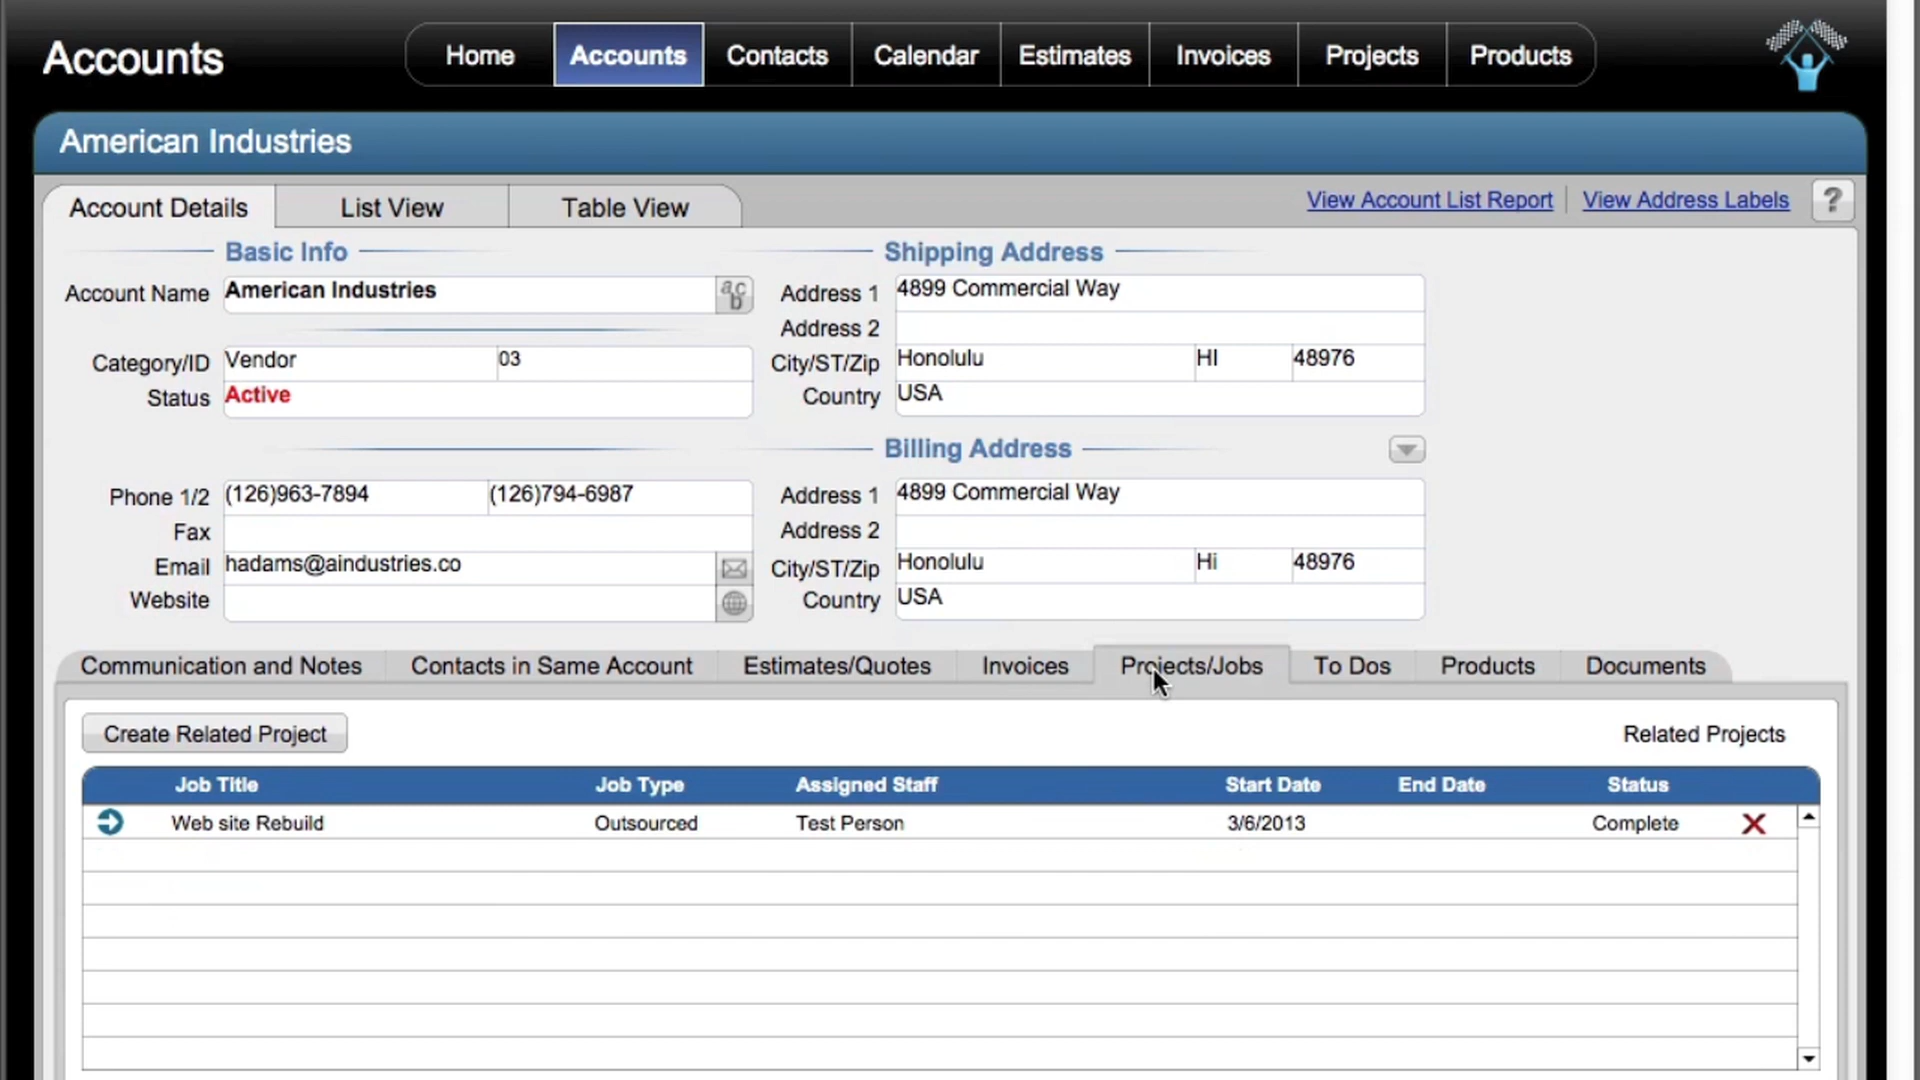 Accounts
Home Accounts Contacts Calendar Estimates Invoices Projects Products
American Industries
Account Details List View Table View View Account List Report View Address Labels ?
Basic Info Shipping Address
Account Name American Industries a c b Address 1 4899 Commercial Way
Address 2
Category/ID Vendor 03 City/ST/Zip Honolulu HI 48976
Status Active Country USA
Billing Address
Phone 1/2 (126)963-7894 (126)794-6987 Address 1 4899 Commercial Way
Fax Address 2
Email hadams@aindustries.co City/ST/Zip Honolulu Hi 48976
Website Country USA
Communication and Notes Contacts in Same Account Estimates/Quotes Invoices Projects/Jobs To Dos Products Documents
Create Related Project Related Projects
Job Title Job Type Assigned Staff Start Date End Date Status
Web site Rebuild Outsourced Test Person 3/6/2013 Complete